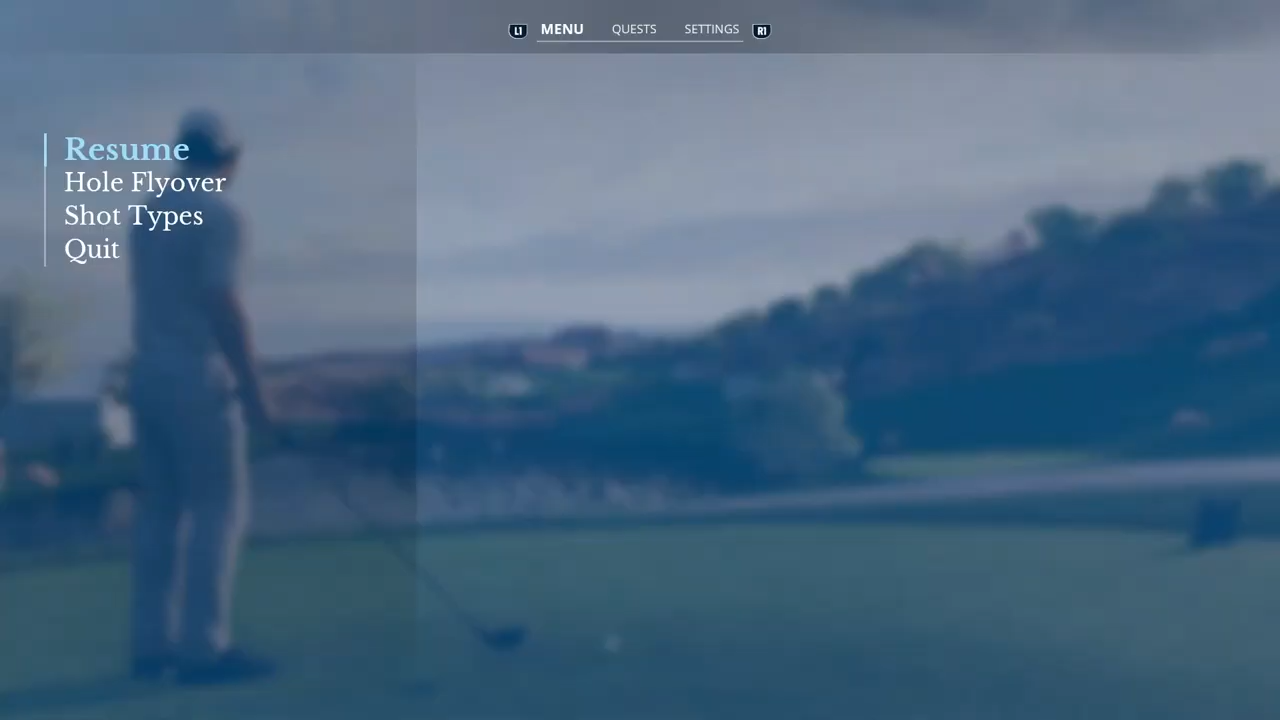 L1 MENU QUESTS SETTINGS R1
Resume
Hole Flyover
Shot Types
Quit